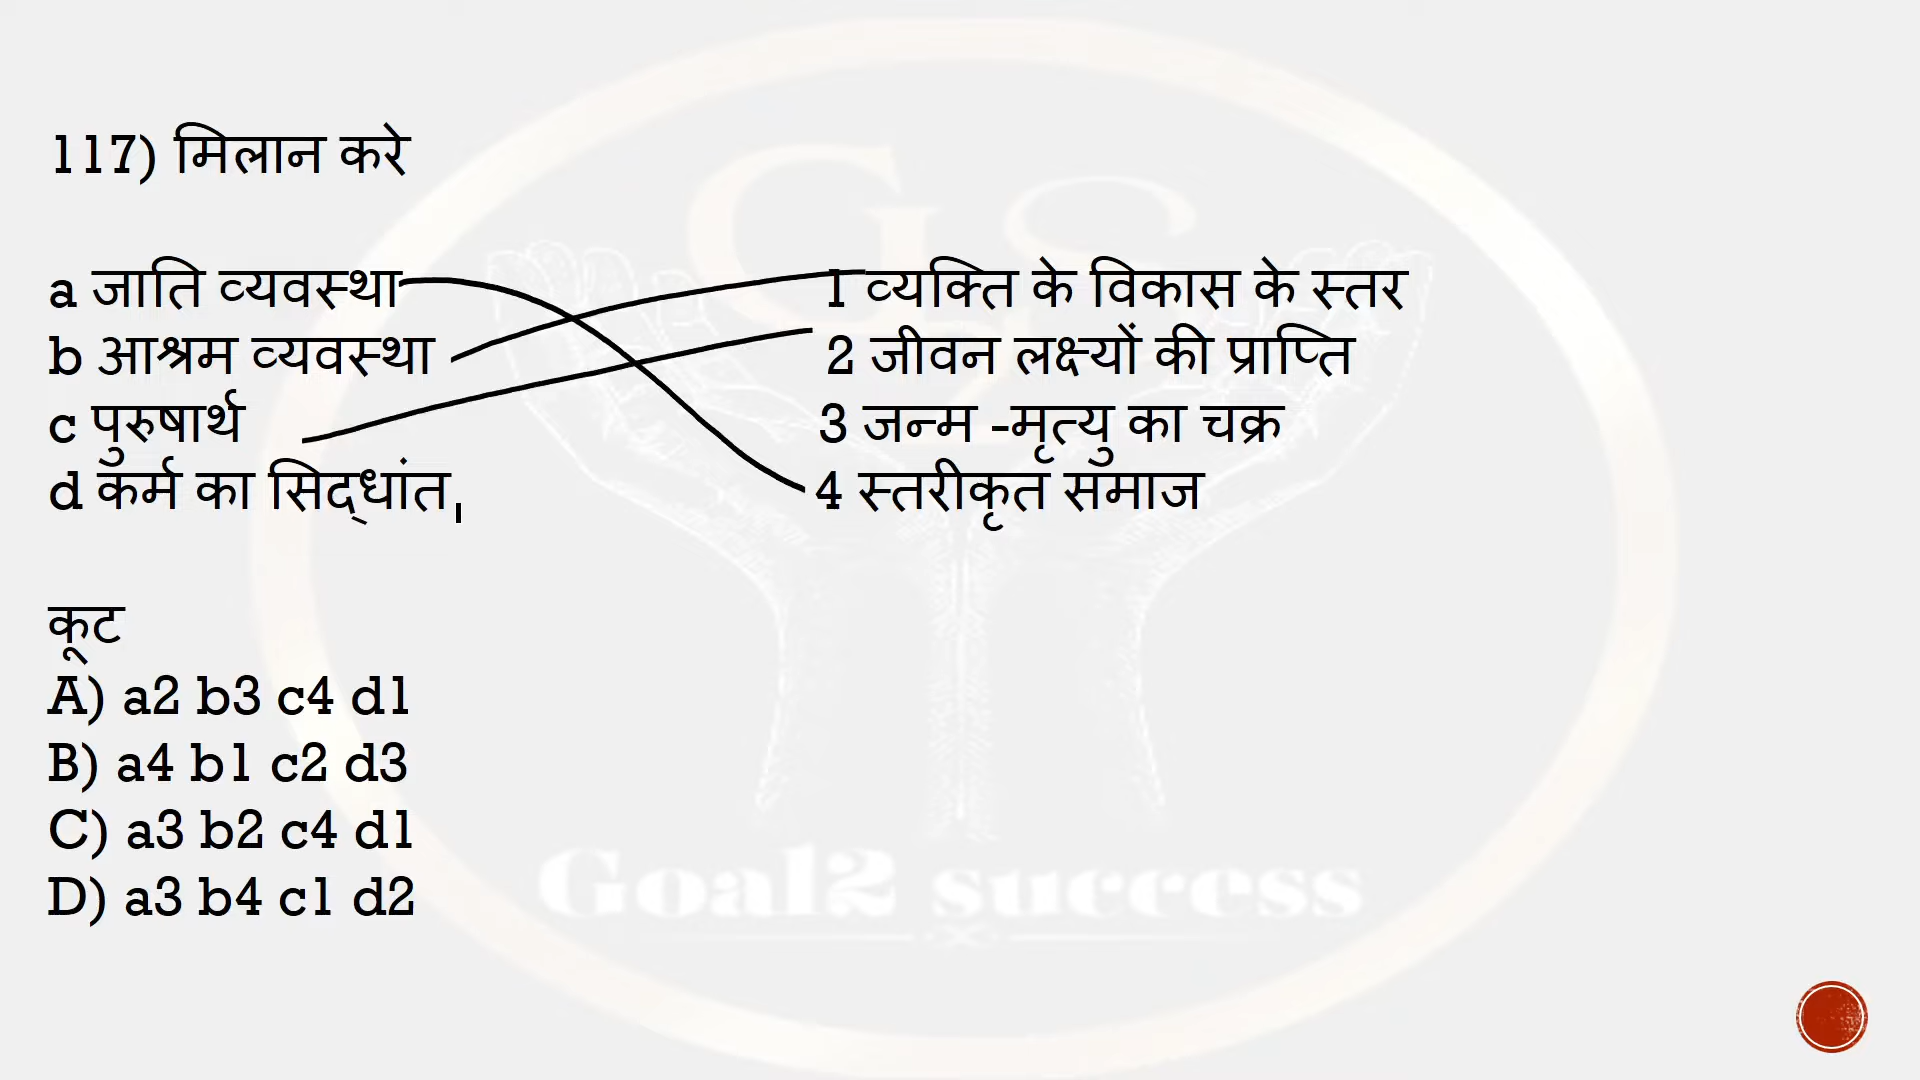 117) मिलान करे
a जाति व्यवस्था 1 व्यक्ति के विकास के स्तर
b आश्रम व्यवस्था 2 जीवन लक्ष्यों की प्राप्ति
c पुरुषार्थ 3 जन्म -मृत्यु का चक्र
d कर्म का सिद्धांत 4 स्तरीकृत समाज
कूट
A) a2 b3 c4 d1
B) a4 b1 c2 d3
C) a3 b2 c4 d1
D) a3 b4 c1 d2
GS
Goal2 success